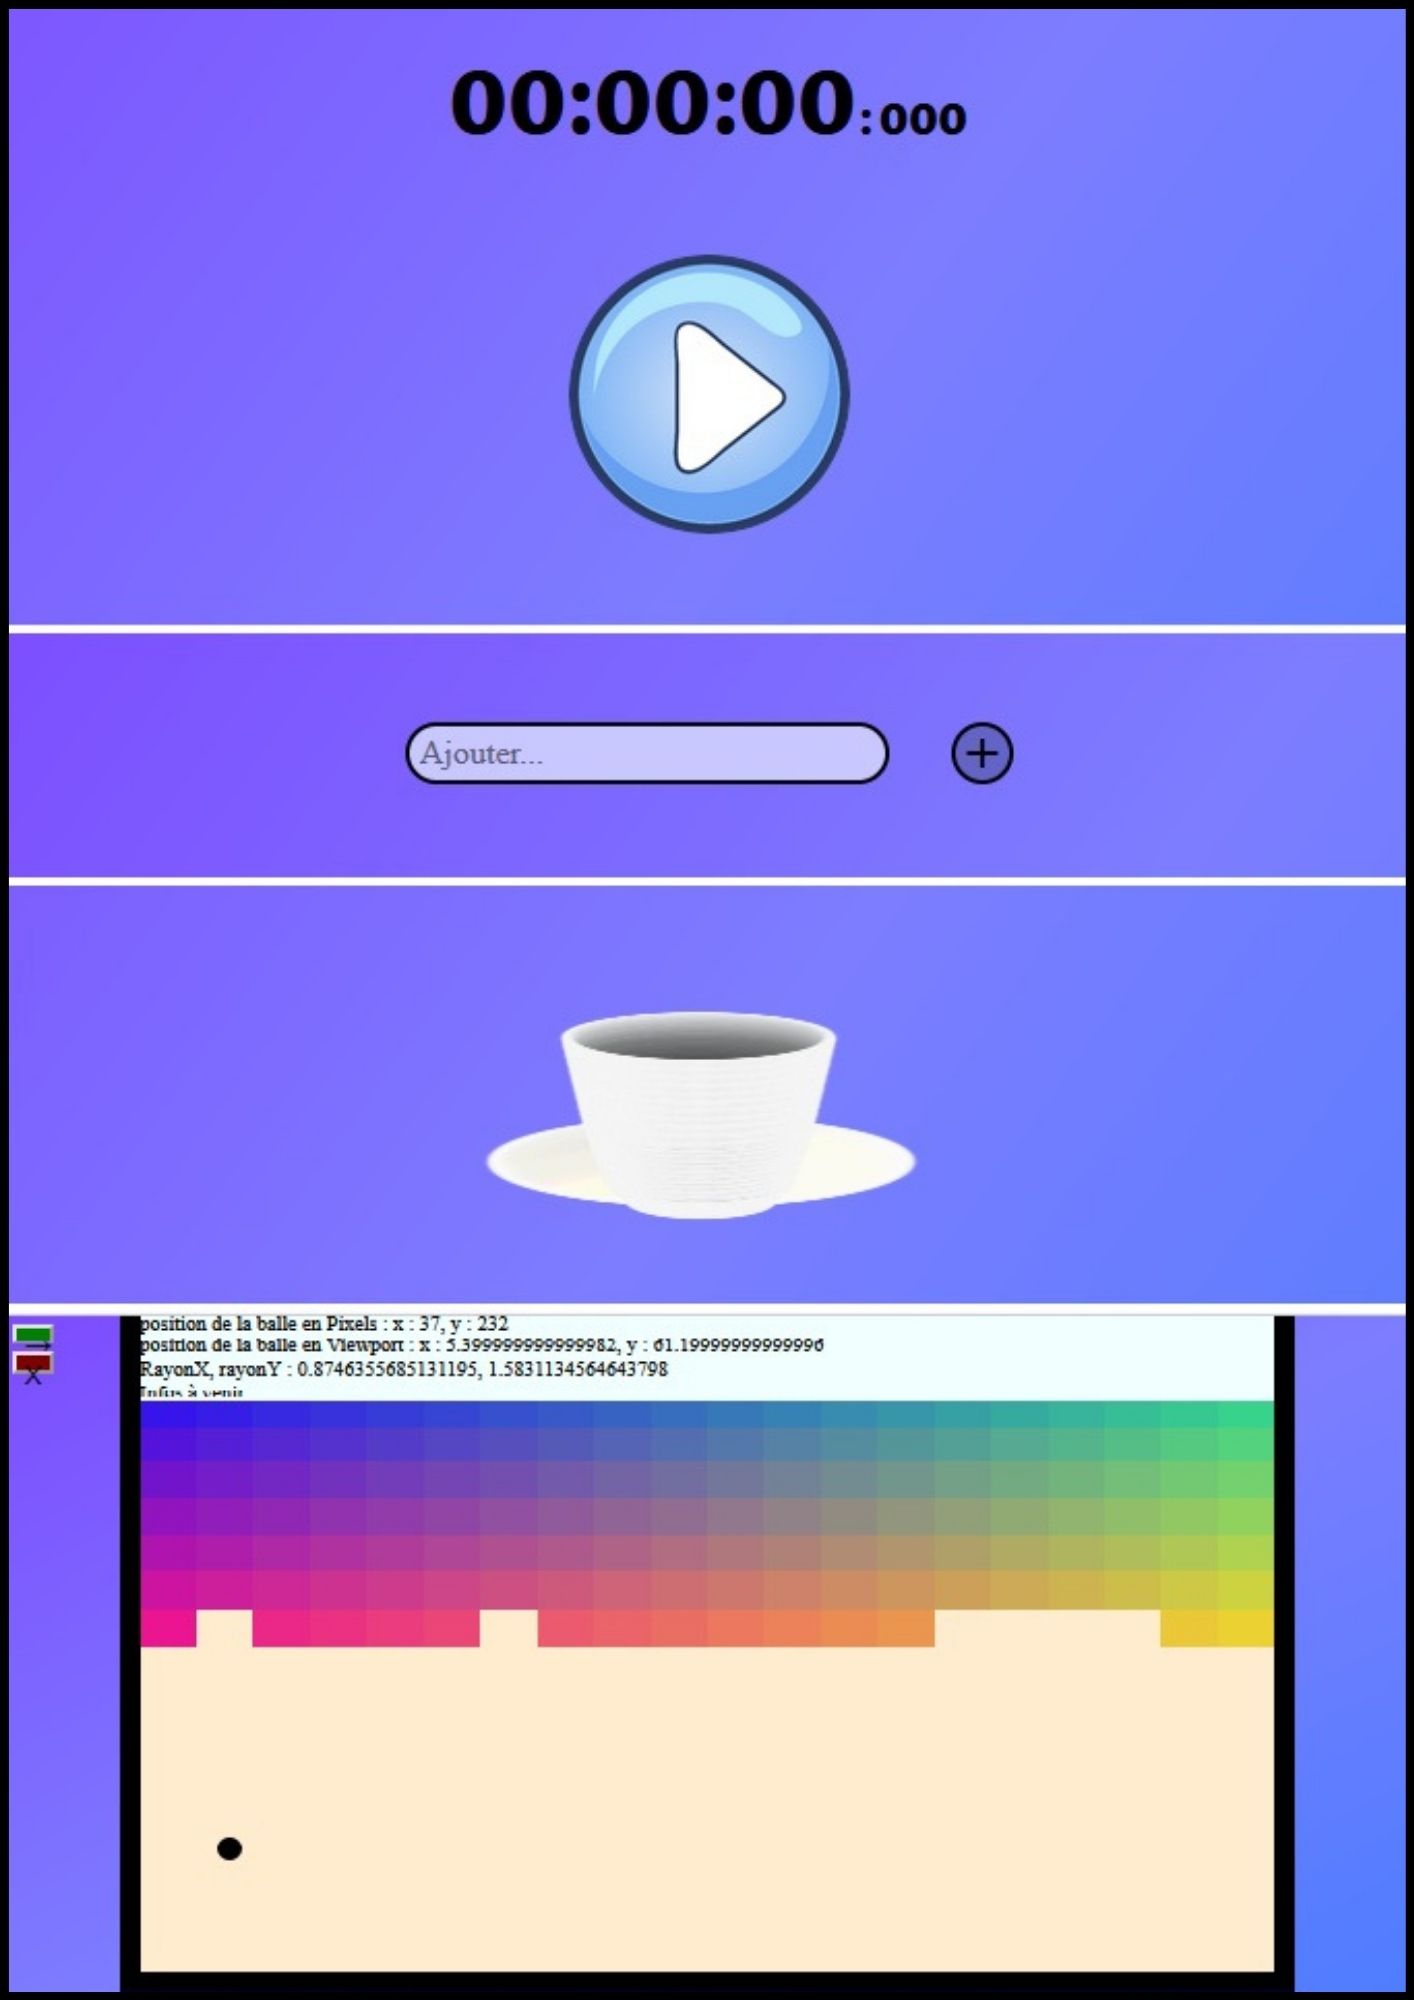 00:00:00:000
Ajouter...
+
position de la balle en Pixels : x : 37, y : 232
position de la balle en Viewport : x : 5.399999999999982, y : 61.19999999999996
RayonX, rayonY : 0.8746355685131195, 1.5831134564643798
→
X
Infos à venir